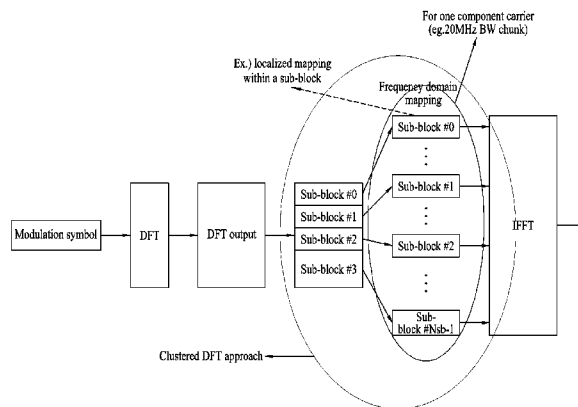 For one component carrier
(eg.20MHz BW chunk)
Ex.) localized mapping
within a sub-block
Frequency domain
mapping
Sub-block #0
Sub-block #0
Sub-block #1
Sub-block #2
Sub-block #3
Sub-block #1
Sub-block #2
Sub-
block #Nsb-1
Modulation symbol
DFT
DFT output
IFFT
Clustered DFT approach